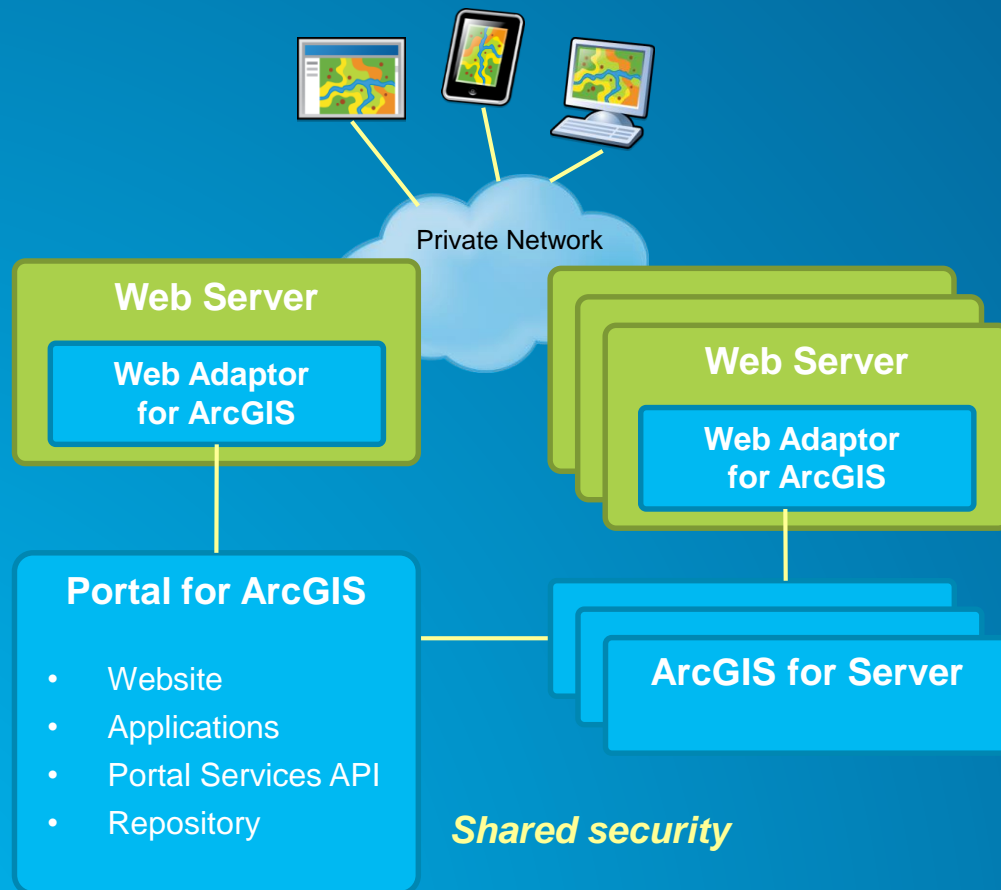 Private Network
Web Server
Web Adaptor
for ArcGIS
Web Server
Web Adaptor
for ArcGIS
Portal for ArcGIS
• Website
• Applications
• Portal Services API
• Repository
ArcGIS for Server
Shared security